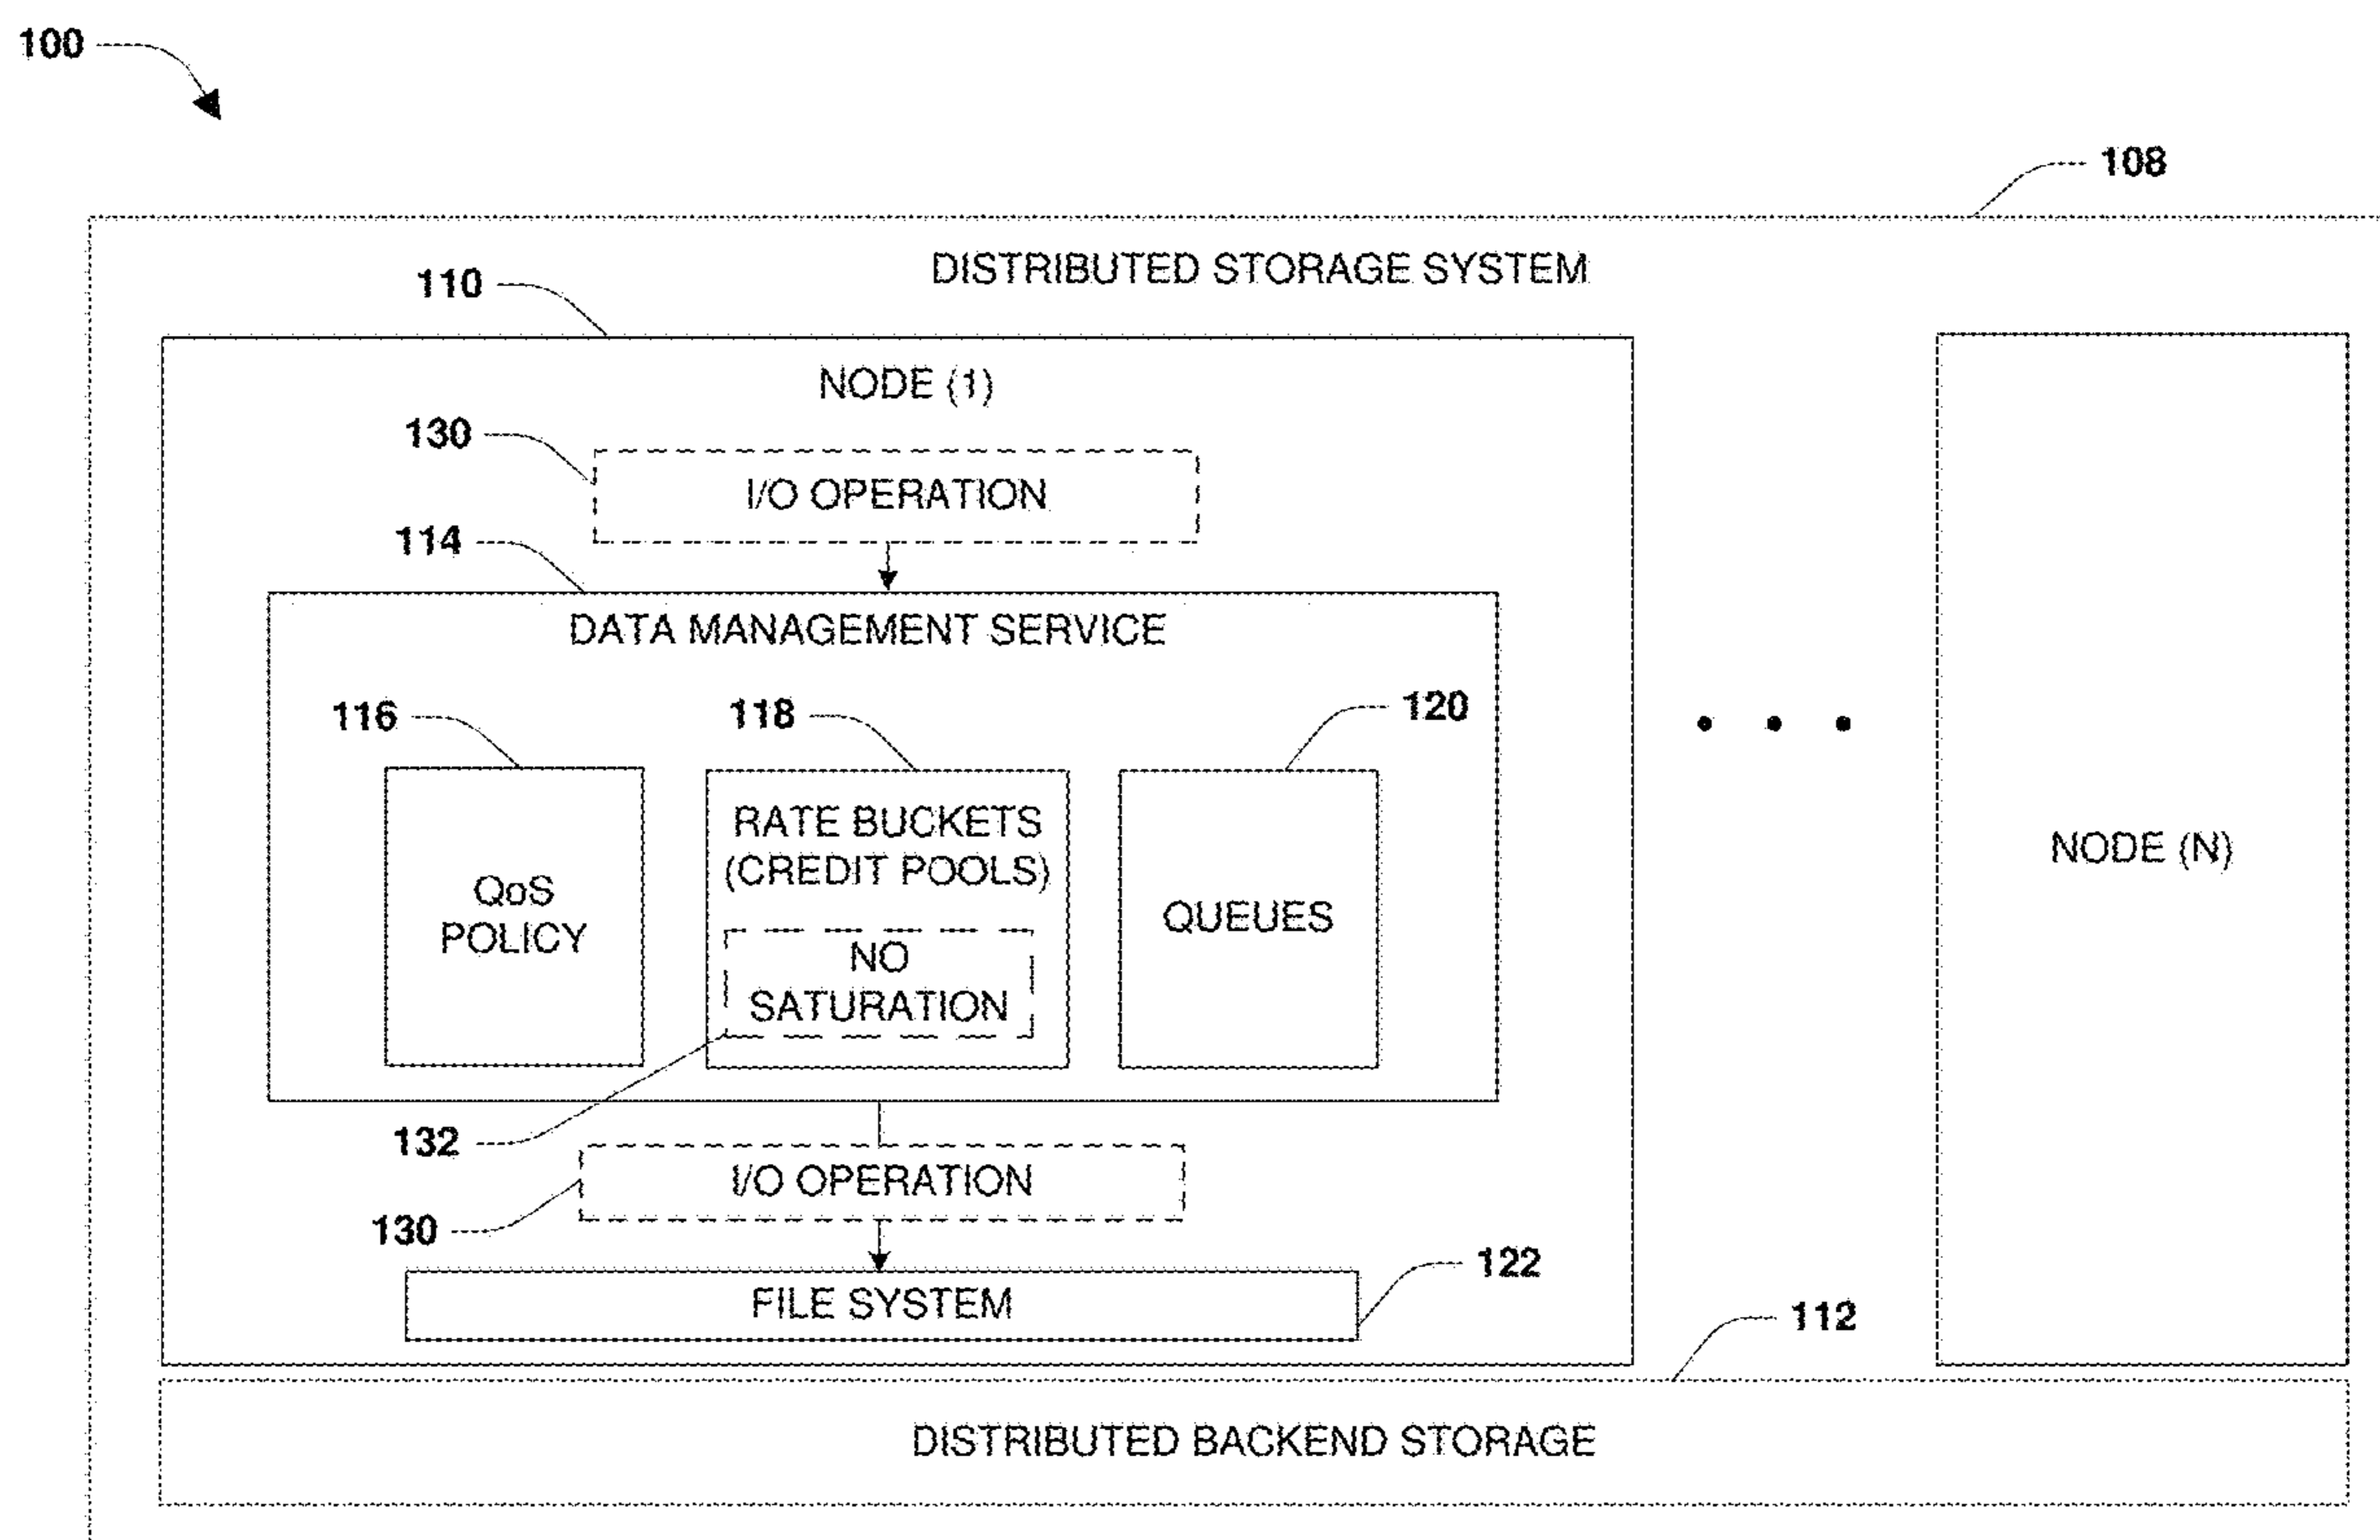 100
108
DISTRIBUTED STORAGE SYSTEM
110
NODE (1)
130
I/O OPERATION
114
DATA MANAGEMENT SERVICE
116
118
120
RATE BUCKETS
(CREDIT POOLS)
QoS
POLICY
QUEUES
NO
SATURATION
NODE (N)
132
I/O OPERATION
130
122
FILE SYSTEM
112
DISTRIBUTED BACKEND STORAGE